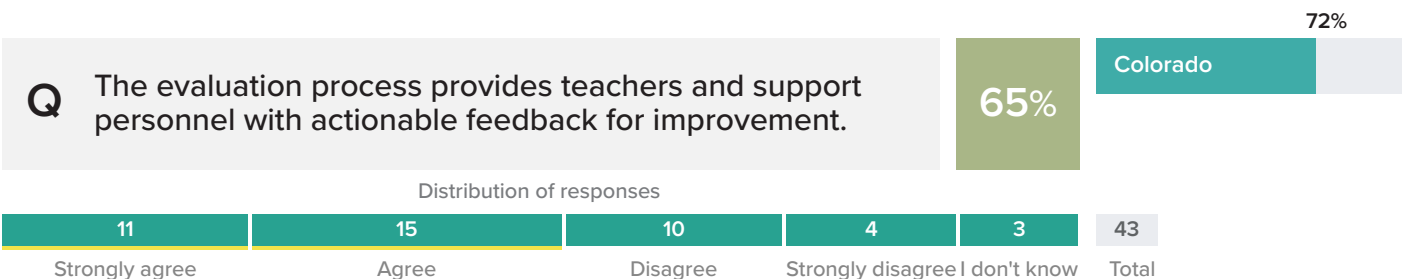 72%
Q
The evaluation process provides teachers and support
personnel with actionable feedback for improvement.
65%
Colorado
Distribution of responses
11 15 10 4 3 43
Strongly agree Agree Disagree Strongly disagree I don't know Total